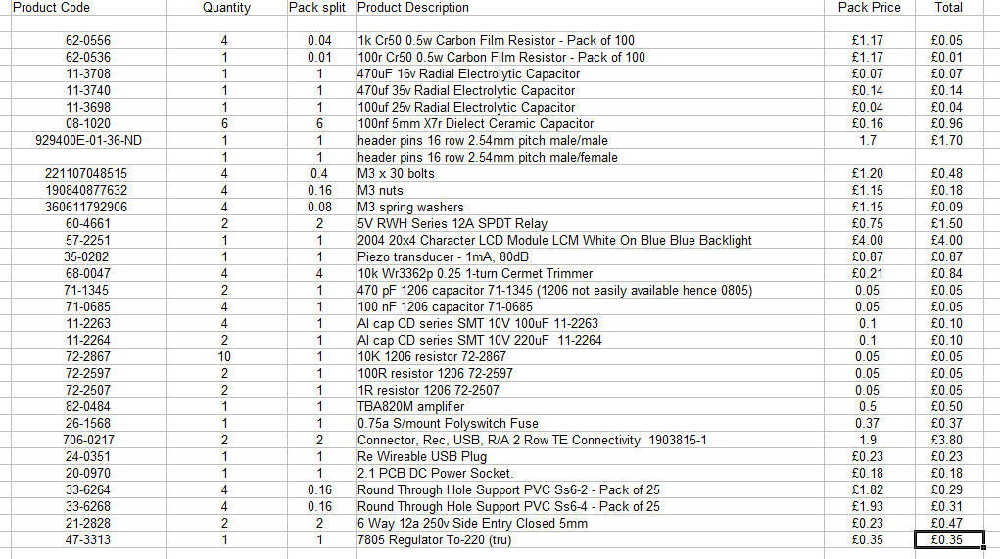 Product Code Quantity Pack split Product Description Pack Price Total
62-0556 4 0.04 1k Cr50 0.5w Carbon Film Resistor - Pack of 100 £1.17 £0.05
62-0536 1 0.01 100r Cr50 0.5w Carbon Film Resistor - Pack of 100 £1.17 £0.01
11-3708 1 1 470uF 16v Radial Electrolytic Capacitor £0.07 £0.07
11-3740 1 1 470uf 35v Radial Electrolytic Capacitor £0.14 £0.14
11-3698 1 1 100uf 25v Radial Electrolytic Capacitor £0.04 £0.04
08-1020 6 6 100nf 5mm X7r Dielect Ceramic Capacitor £0.16 £0.96
929400E-01-36-ND 1 1 header pins 16 row 2.54mm pitch male/male 1.7 £1.70
1 1 header pins 16 row 2.54mm pitch male/female
221107048515 4 0.4 M3 x 30 bolts £1.20 £0.48
190840877632 4 0.16 M3 nuts £1.15 £0.18
360611792906 4 0.08 M3 spring washers £1.15 £0.09
60-4661 2 2 5V RWH Series 12A SPDT Relay £0.75 £1.50
57-2251 1 1 2004 20x4 Character LCD Module LCM White On Blue Blue Backlight £4.00 £4.00
35-0282 1 1 Piezo transducer - 1mA, 80dB £0.87 £0.87
68-0047 4 4 10k Wr3362p 0.25 1-turn Cermet Trimmer £0.21 £0.84
71-1345 2 1 470 pF 1206 capacitor 71-1345 (1206 not easily available hence 0805) 0.05 £0.05
71-0685 4 1 100 nF 1206 capacitor 71-0685 0.05 £0.05
11-2263 4 1 Al cap CD series SMT 10V 100uF 11-2263 0.1 £0.10
11-2264 2 1 Al cap CD series SMT 10V 220uF 11-2264 0.1 £0.10
72-2867 10 1 10K 1206 resistor 72-2867 0.05 £0.05
72-2597 2 1 100R resistor 1206 72-2597 0.05 £0.05
72-2507 2 1 1R resistor 1206 72-2507 0.05 £0.05
82-0484 1 1 TBA820M amplifier 0.5 £0.50
26-1568 1 1 0.75a S/mount Polyswitch Fuse 0.37 £0.37
706-0217 2 2 Connector, Rec, USB, R/A 2 Row TE Connectivity 1903815-1 1.9 £3.80
24-0351 1 1 Re Wireable USB Plug £0.23 £0.23
20-0970 1 1 2.1 PCB DC Power Socket. £0.18 £0.18
33-6264 4 0.16 Round Through Hole Support PVC Ss6-2 - Pack of 25 £1.82 £0.29
33-6268 4 0.16 Round Through Hole Support PVC Ss6-4 - Pack of 25 £1.93 £0.31
21-2828 2 2 6 Way 12a 250v Side Entry Closed 5mm £0.23 £0.47
47-3313 1 1 7805 Regulator To-220 (tru) £0.35 £0.35